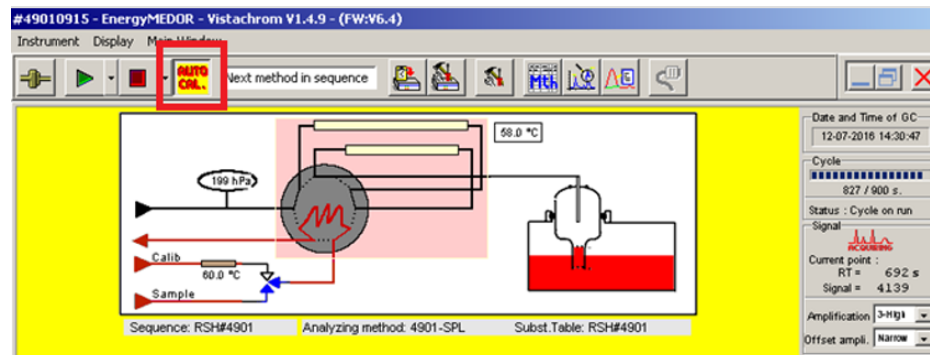 #49010915 - EnergyMEDOR - Vistachrom V1.4.9 - (FW:V6.4)
Instrument Display Main Window
AUTO CAL. Next method in sequence Mth
Date and Time of GC
12-07-2016 14:30:47
Cycle
827 / 900 s.
Status : Cycle on run
Signal
ACQUIRING
Current point :
RT = 692 s
Signal = 4139
Amplification 3-High
Offset ampli. Narrow
58.0 °C
199 hPa
Calib
60.0 °C
Sample
Sequence: RSH#4901 Analyzing method: 4901-SPL Subst.Table: RSH#4901